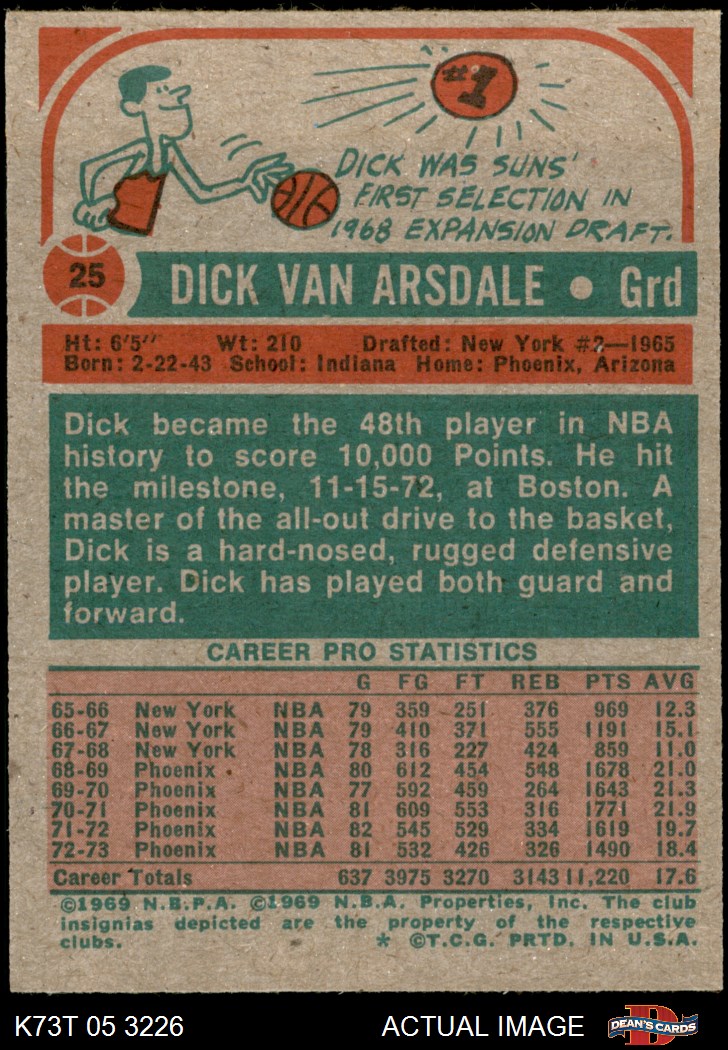 #1
DICK WAS SUNS'
FIRST SELECTION IN
1968 EXPANSION DRAFT.
25 DICK VAN ARSDALE • Grd
Ht: 6'5" Wt: 210 Drafted: New York #2—1965
Born: 2-22-43 School: Indiana Home: Phoenix, Arizona
Dick became the 48th player in NBA
history to score 10,000 Points. He hit
the milestone, 11-15-72, at Boston. A
master of the all-out drive to the basket,
Dick is a hard-nosed, rugged defensive
player. Dick has played both guard and
forward.
CAREER PRO STATISTICS
G FG FT REB PTS AVG
65-66 New York NBA 79 359 251 376 969 12.3
66-67 New York NBA 79 410 371 555 1191 15.1
67-68 New York NBA 78 316 227 424 859 11.0
68-69 Phoenix NBA 80 612 454 548 1678 21.0
69-70 Phoenix NBA 77 592 459 264 1643 21.3
70-71 Phoenix NBA 81 609 553 316 1771 21.9
71-72 Phoenix NBA 82 545 529 334 1619 19.7
72-73 Phoenix NBA 81 532 426 326 1490 18.4
Career Totals 637 3975 3270 3143 11,220 17.6
©1969 N.B.P.A. ©1969 N.B.A. Properties, Inc. The club
insignias depicted are the property of the respective
clubs. * ©T.C.G. PRTD. IN U.S.A.
K73T 05 3226 ACTUAL IMAGE DEAN'S CARDS